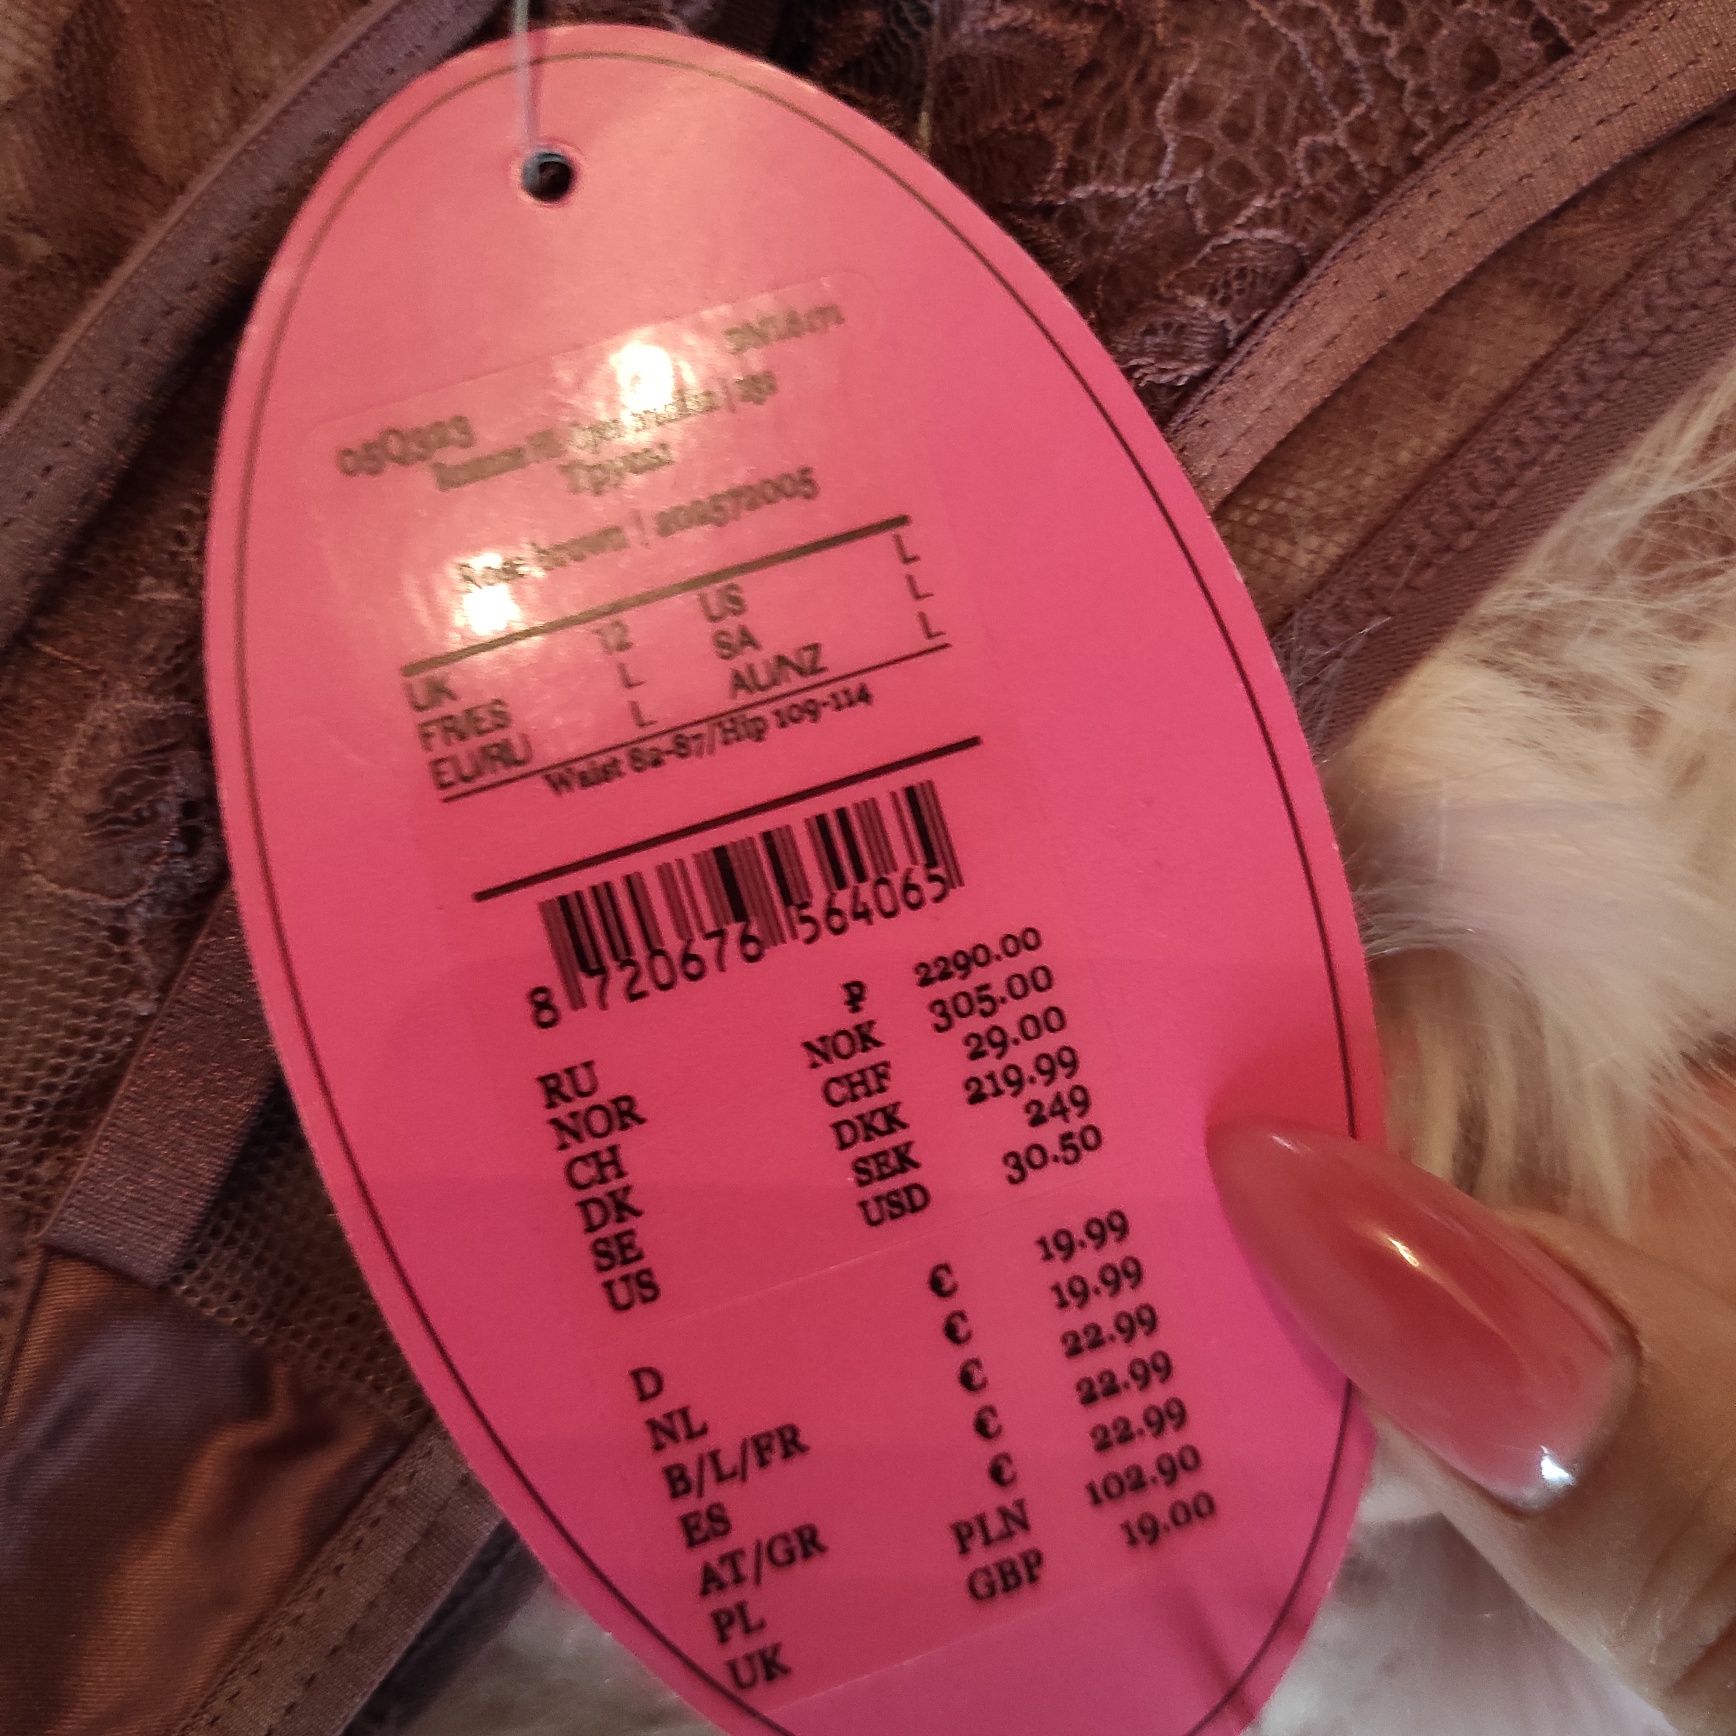 05Q323
Rose brown | 202572005
UK 12 US L
FR/ES L SA L
EU/RU L AU/NZ L
Waist 82-87/Hip 109-114
8 720676 564065
RU ₽ 2290.00
NOR NOK 305.00
CH CHF 29.00
DK DKK 219.99
SE SEK 249
US USD 30.50
D € 19.99
NL € 19.99
B/L/FR € 22.99
ES € 22.99
AT/GR € 22.99
PL PLN 102.90
UK GBP 19.00